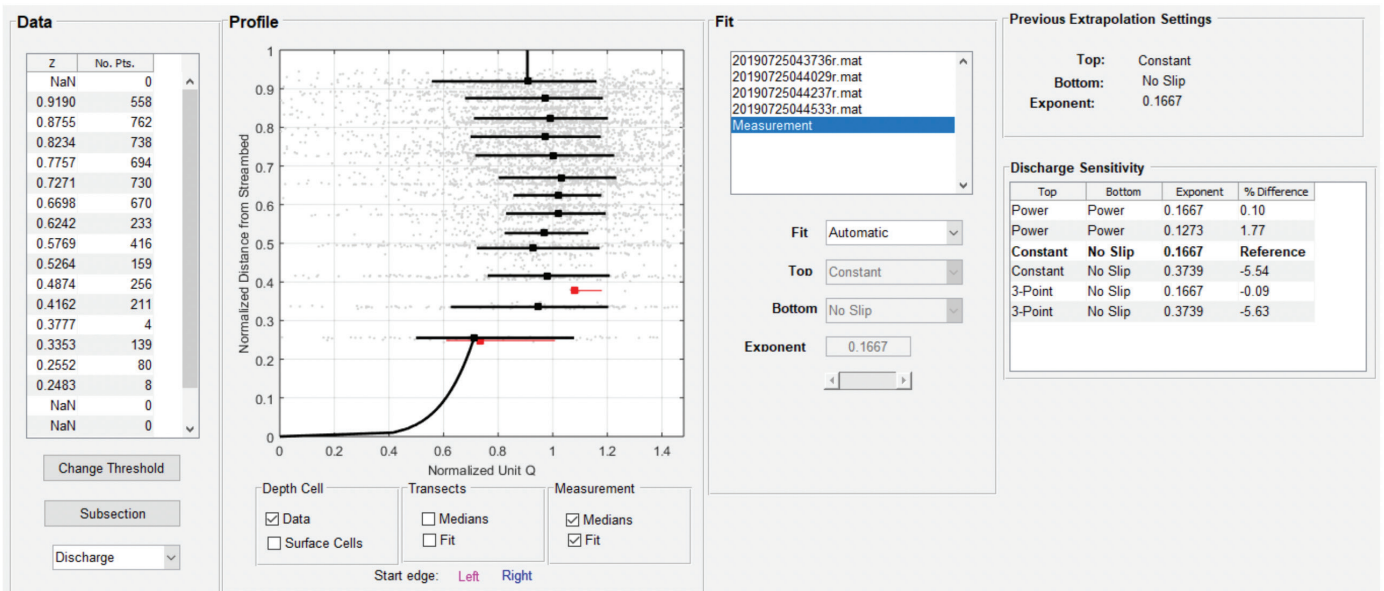 Data
Z No. Pts.
NaN 0
0.9190 558
0.8755 762
0.8234 738
0.7757 694
0.7271 730
0.6698 670
0.6242 233
0.5769 416
0.5264 159
0.4874 256
0.4162 211
0.3777 4
0.3353 139
0.2552 80
0.2483 8
NaN 0
NaN 0
Change Threshold
Subsection
Discharge
Profile
Normalized Distance from Streambed
1
0.9
0.8
0.7
0.6
0.5
0.4
0.3
0.2
0.1
0
0 0.2 0.4 0.6 0.8 1 1.2 1.4
Normalized Unit Q
Depth Cell
Data
Surface Cells
Transects
Medians
Fit
Measurement
Medians
Fit
Start edge: Left Right
Fit
20190725043736r.mat
20190725044029r.mat
20190725044237r.mat
20190725044533r.mat
Measurement
Fit Automatic
Top Constant
Bottom No Slip
Exponent 0.1667
Previous Extrapolation Settings
Top: Constant
Bottom: No Slip
Exponent: 0.1667
Discharge Sensitivity
Top Bottom Exponent % Difference
Power Power 0.1667 0.10
Power Power 0.1273 1.77
Constant No Slip 0.1667 Reference
Constant No Slip 0.3739 -5.54
3-Point No Slip 0.1667 -0.09
3-Point No Slip 0.3739 -5.63